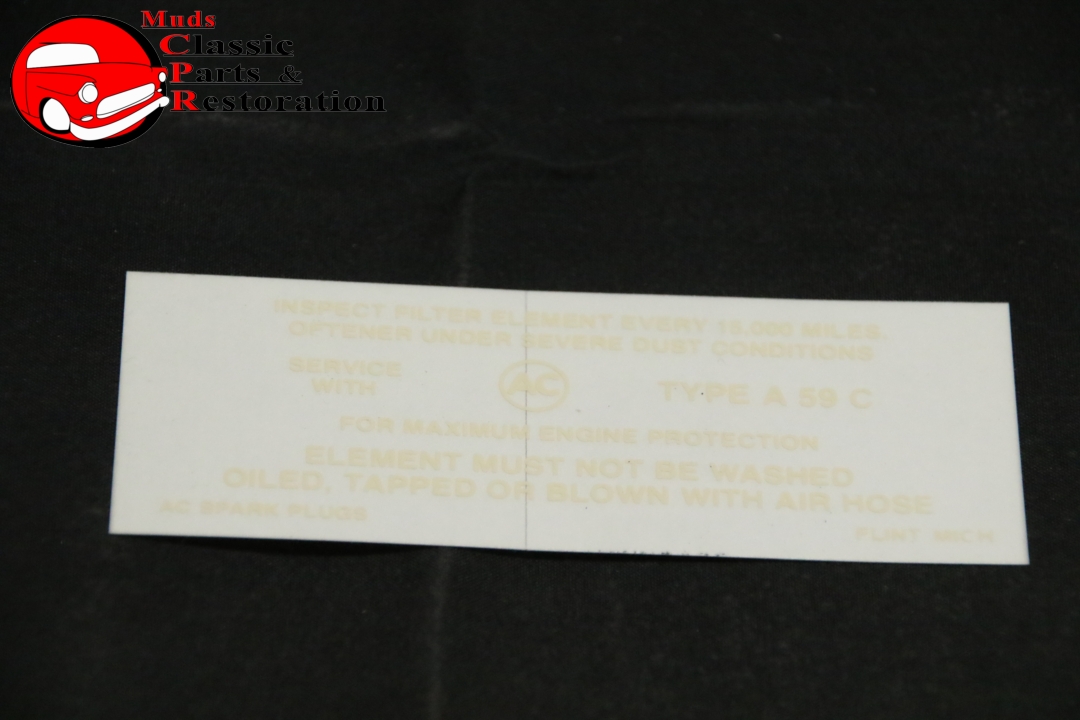 Muds
Classic
Parts &
Restoration
INSPECT FILTER ELEMENT EVERY 15,000 MILES.
OFTENER UNDER SEVERE DUST CONDITIONS
SERVICE
WITH
AC
TYPE A 59 C
FOR MAXIMUM ENGINE PROTECTION
ELEMENT MUST NOT BE WASHED
OILED, TAPPED OR BLOWN WITH AIR HOSE
AC SPARK PLUGS
FLINT MICH